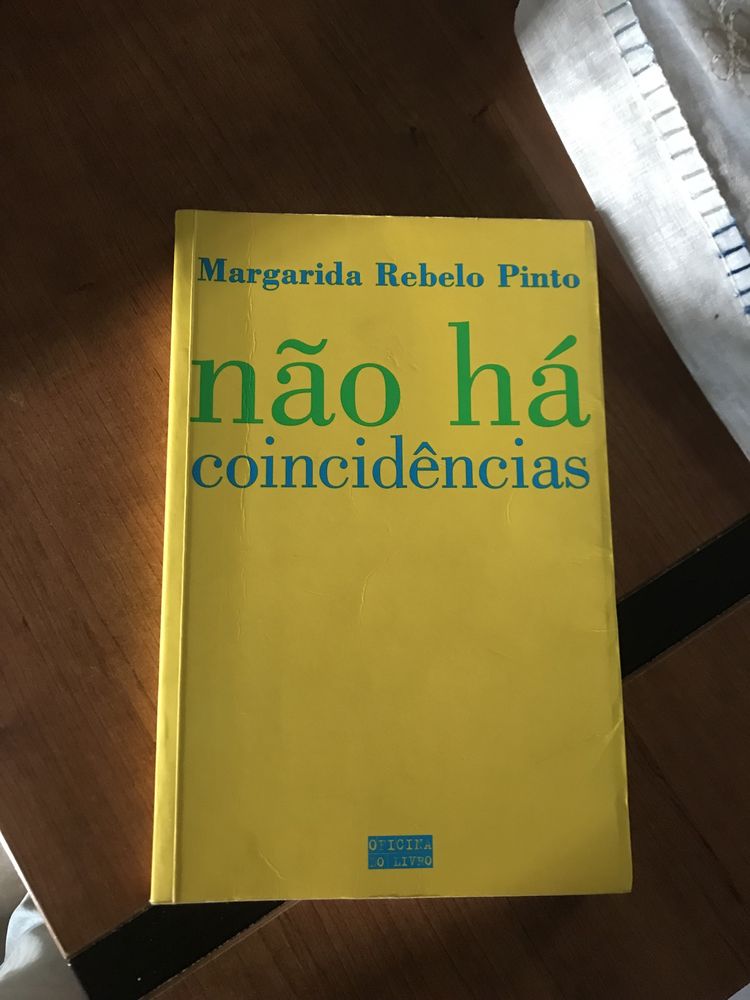 Margarida Rebelo Pinto
não há
coincidências
OFICINA
DO LIVRO